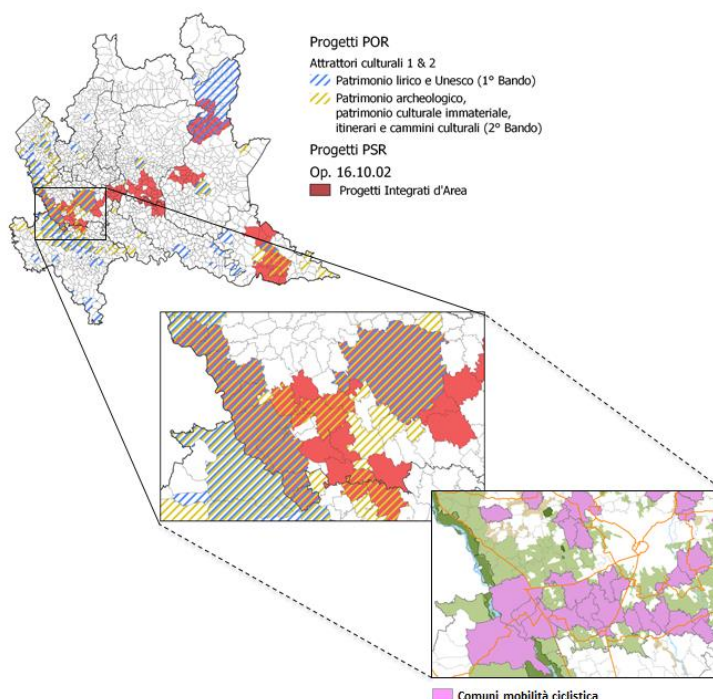 Progetti POR
Attrattori culturali 1 & 2
Patrimonio lirico e Unesco (1° Bando)
Patrimonio archeologico,
patrimonio culturale immateriale,
itinerari e cammini culturali (2° Bando)
Progetti PSR
Op. 16.10.02
Progetti Integrati d'Area
Comuni mobilità ciclistica